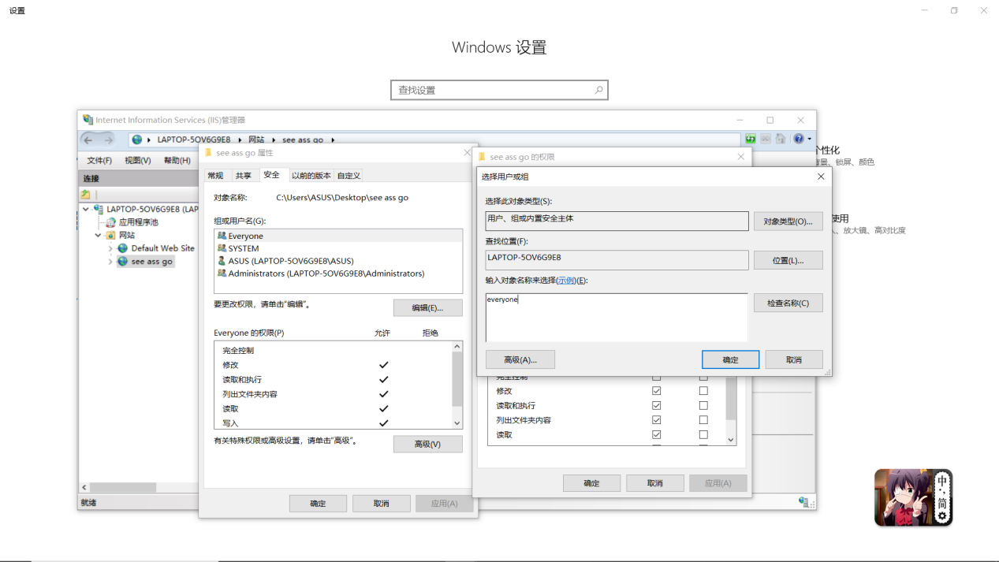 设置
Windows 设置
查找设置
Internet Information Services (IIS)管理器
LAPTOP-5OV6G9E8 网站 see ass go
文件(F) 视图(V) 帮助(H)
连接
LAPTOP-5OV6G9E8 (LAP
应用程序池
网站
Default Web Site
see ass go
就绪
see ass go 属性
常规 共享 安全 以前的版本 自定义
对象名称: C:\Users\ASUS\Desktop\see ass go
组或用户名(G):
Everyone
SYSTEM
ASUS (LAPTOP-5OV6G9E8\ASUS)
Administrators (LAPTOP-5OV6G9E8\Administrators)
要更改权限，请单击"编辑"。
编辑(E)...
Everyone 的权限(P) 允许 拒绝
完全控制
修改
读取和执行
列出文件夹内容
读取
写入
有关特殊权限或高级设置，请单击"高级"。
高级(V)
确定 取消 应用(A)
see ass go 的权限
选择用户或组
选择此对象类型(S):
用户、组或内置安全主体
对象类型(O)...
查找位置(F):
LAPTOP-5OV6G9E8
位置(L)...
输入对象名称来选择(示例)(E):
everyone
检查名称(C)
高级(A)...
确定 取消
完全控制
修改
读取和执行
列出文件夹内容
读取
确定 取消 应用(A)
个性化
背景、锁屏、颜色
使用
、放大镜、高对比度
中
简